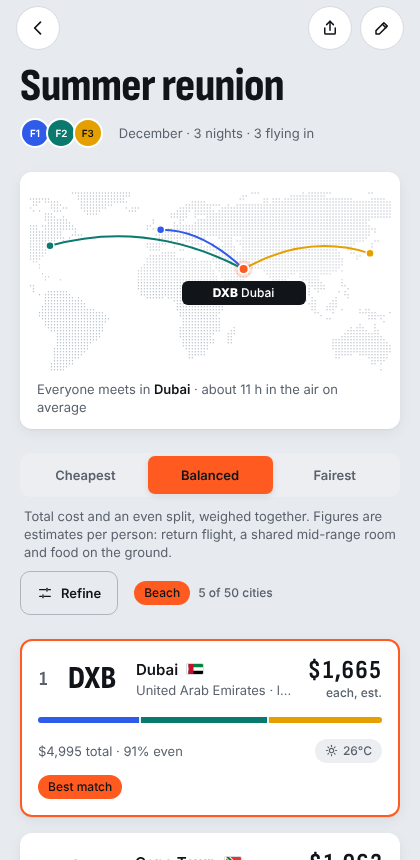 Summer reunion
F1 F2 F3 December · 3 nights · 3 flying in
DXB Dubai
Everyone meets in Dubai · about 11 h in the air on
average
Cheapest Balanced Fairest
Total cost and an even split, weighed together. Figures are
estimates per person: return flight, a shared mid-range room
and food on the ground.
Refine Beach 5 of 50 cities
1 DXB Dubai $1,665
United Arab Emirates · I... each, est.
$4,995 total · 91% even 26°C
Best match